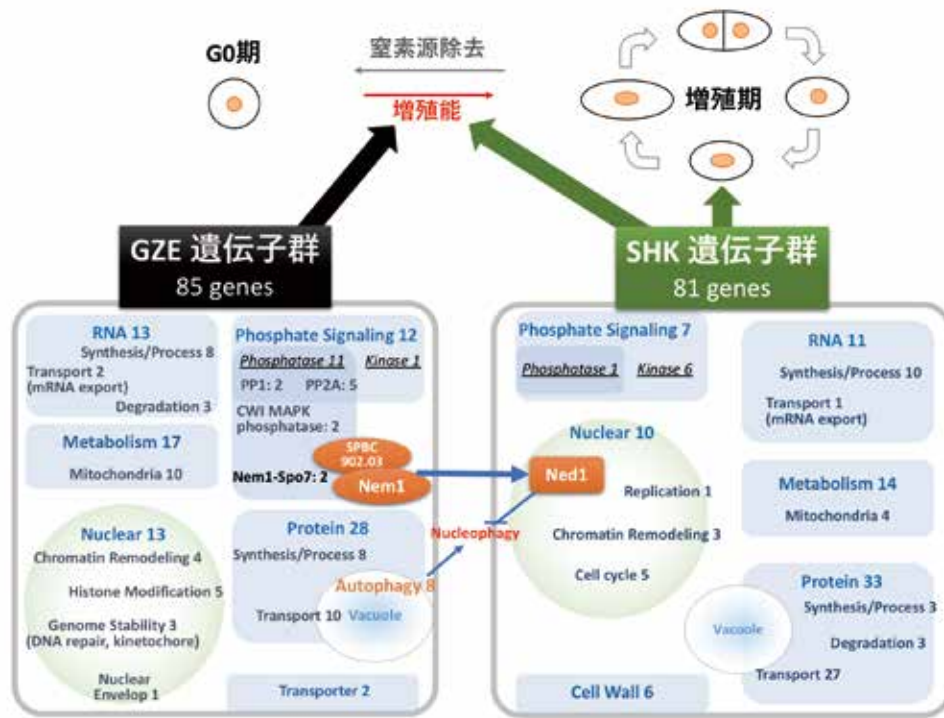 G0期
窒素源除去
増殖能
増殖期
GZE 遺伝子群
85 genes
SHK 遺伝子群
81 genes
RNA 13
Synthesis/Process 8
Transport 2
(mRNA export)
Degradation 3
Metabolism 17
Mitochondria 10
Nuclear 13
Chromatin Remodeling 4
Histone Modification 5
Genome Stability 3
(DNA repair, kinetochore)
Nuclear
Envelop 1
Phosphate Signaling 12
Phosphatase 11 Kinase 1
PP1: 2 PP2A: 5
CWI MAPK
phosphatase: 2
SPBC
902.03
Nem1-Spo7: 2
Nem1
Protein 28
Synthesis/Process 8
Autophagy 8
Transport 10
Vacuole
Transporter 2
Nucleophagy
Phosphate Signaling 7
Phosphatase 1 Kinase 6
Nuclear 10
Ned1
Replication 1
Chromatin Remodeling 3
Cell cycle 5
Cell Wall 6
RNA 11
Synthesis/Process 10
Transport 1
(mRNA export)
Metabolism 14
Mitochondria 4
Protein 33
Synthesis/Process 3
Vacoole
Degradation 3
Transport 27